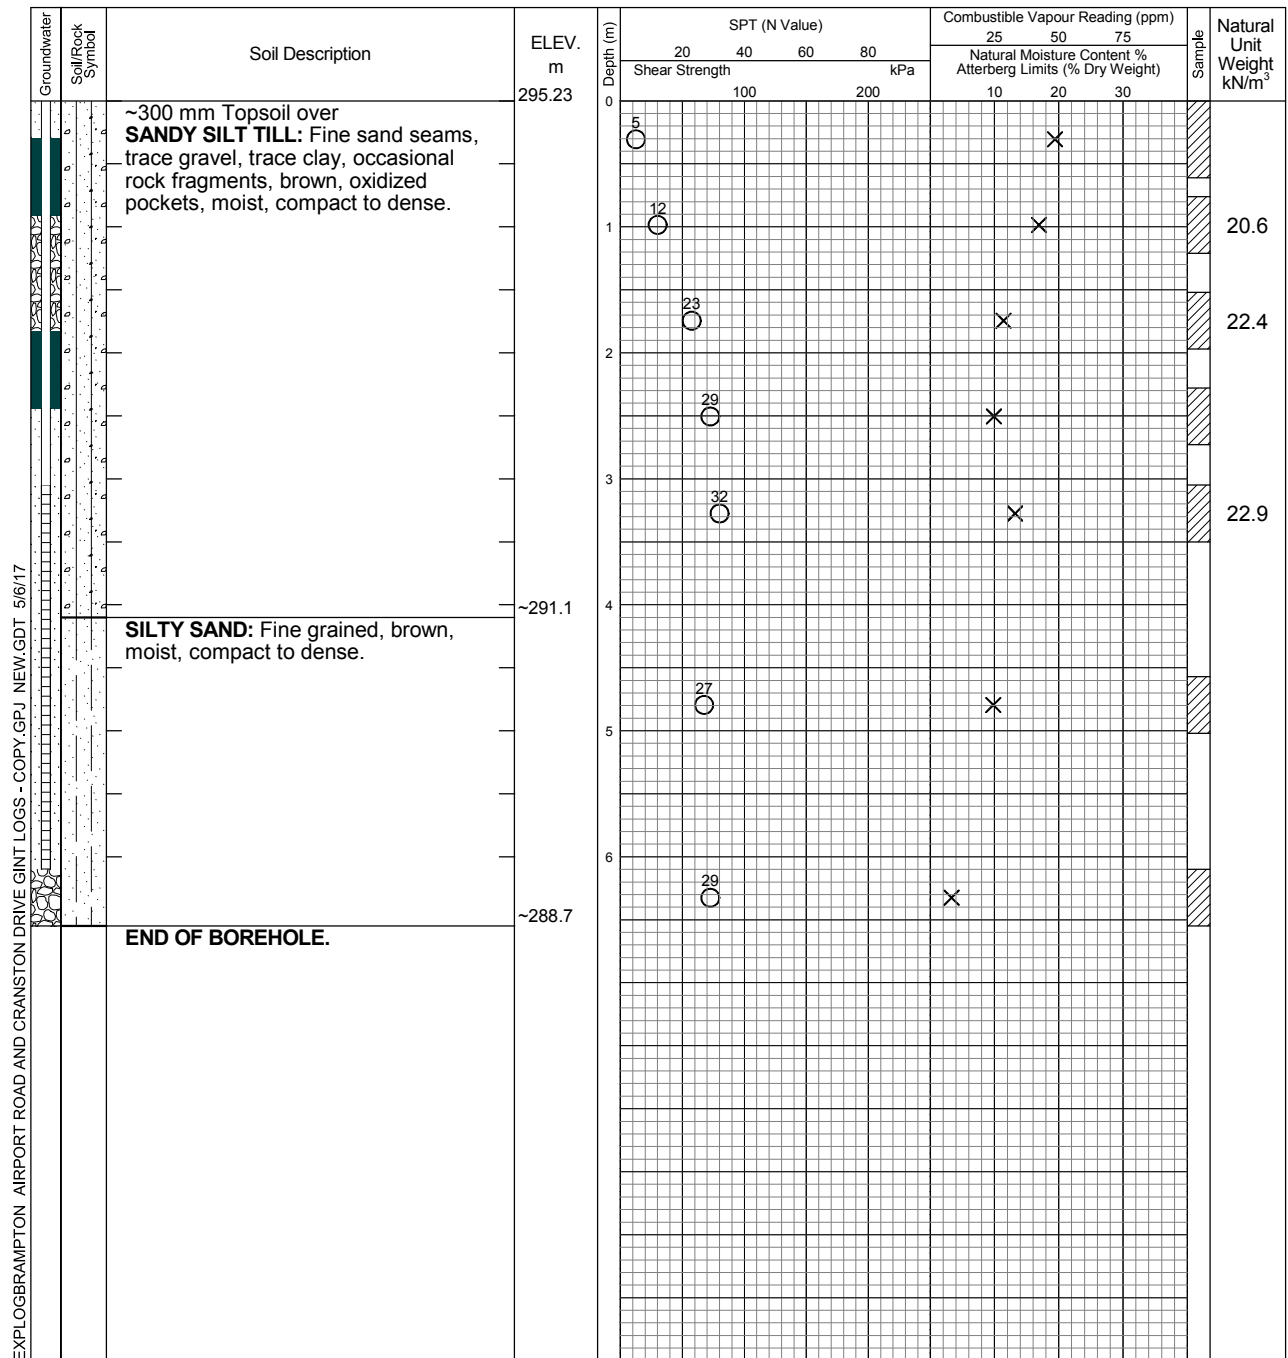 Groundwater
Soil/Rock
Symbol
Soil Description
ELEV.
m
295.23
Depth (m)
SPT (N Value)
20 40 60 80
Shear Strength kPa
100 200
Combustible Vapour Reading (ppm)
25 50 75
Natural Moisture Content %
Atterberg Limits (% Dry Weight)
10 20 30
Sample
Natural
Unit
Weight
kN/m³
0
~300 mm Topsoil over
SANDY SILT TILL: Fine sand seams,
trace gravel, trace clay, occasional
rock fragments, brown, oxidized
pockets, moist, compact to dense.
5
12
1
20.6
23
22.4
2
29
3
32
22.9
4
~291.1
SILTY SAND: Fine grained, brown,
moist, compact to dense.
27
5
6
29
~288.7
END OF BOREHOLE.
EXPLOGBRAMPTON AIRPORT ROAD AND CRANSTON DRIVE GINT LOGS - COPY.GPJ NEW.GDT 5/6/17